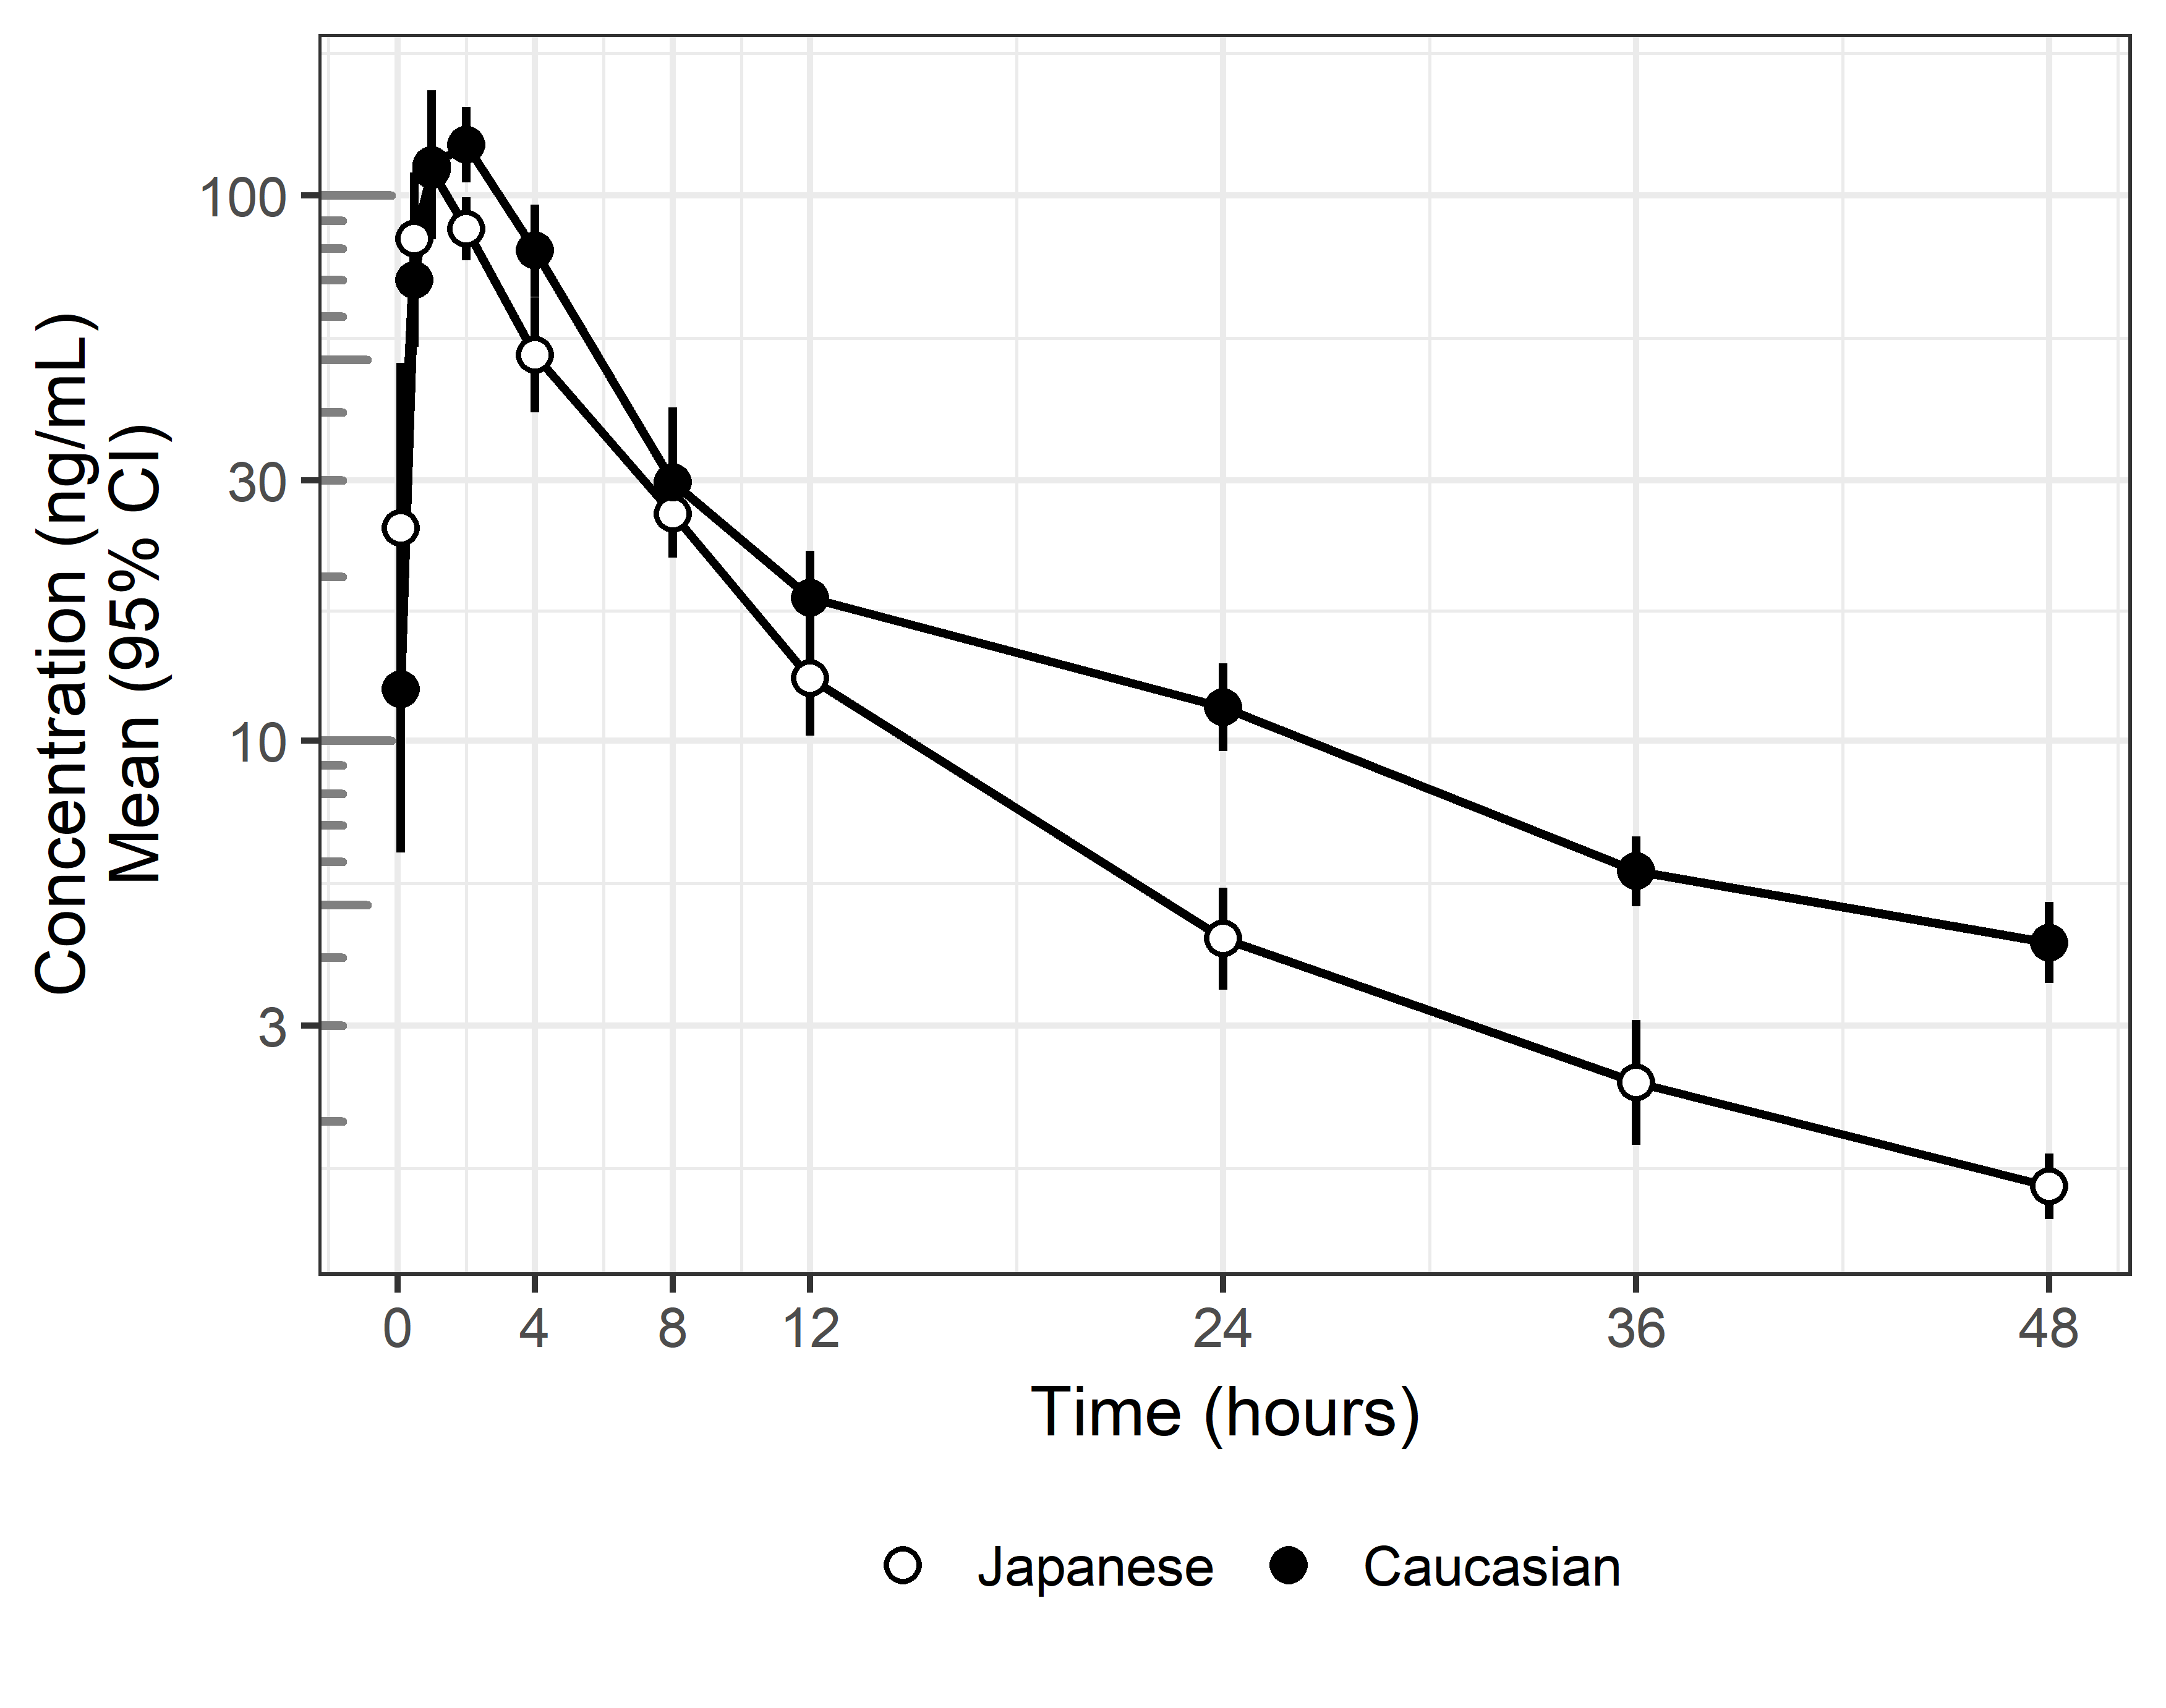 Concentration (ng/mL)
Mean (95% CI)
100
30
10
3
0 4 8 12 24 36 48
Time (hours)
Japanese Caucasian